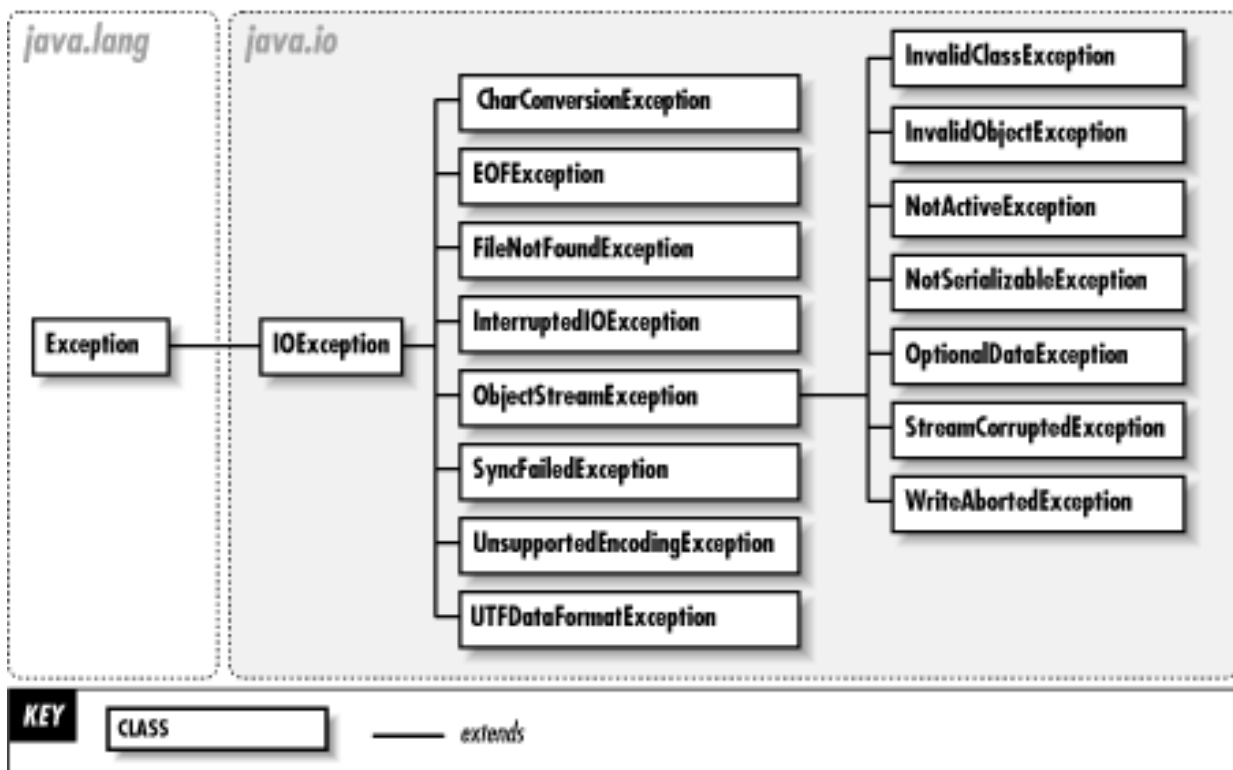 java.lang
java.io
Exception
IOException
CharConversionException
EOFException
FileNotFoundException
InterruptedIOException
ObjectStreamException
SyncFailedException
UnsupportedEncodingException
UTFDataFormatException
InvalidClassException
InvalidObjectException
NotActiveException
NotSerializableException
OptionalDataException
StreamCorruptedException
WriteAbortedException
KEY
CLASS
extends